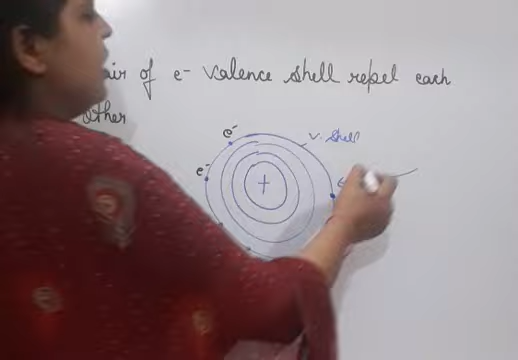 air of e- valence shell repel each
other
e-
v. shell
e-
+